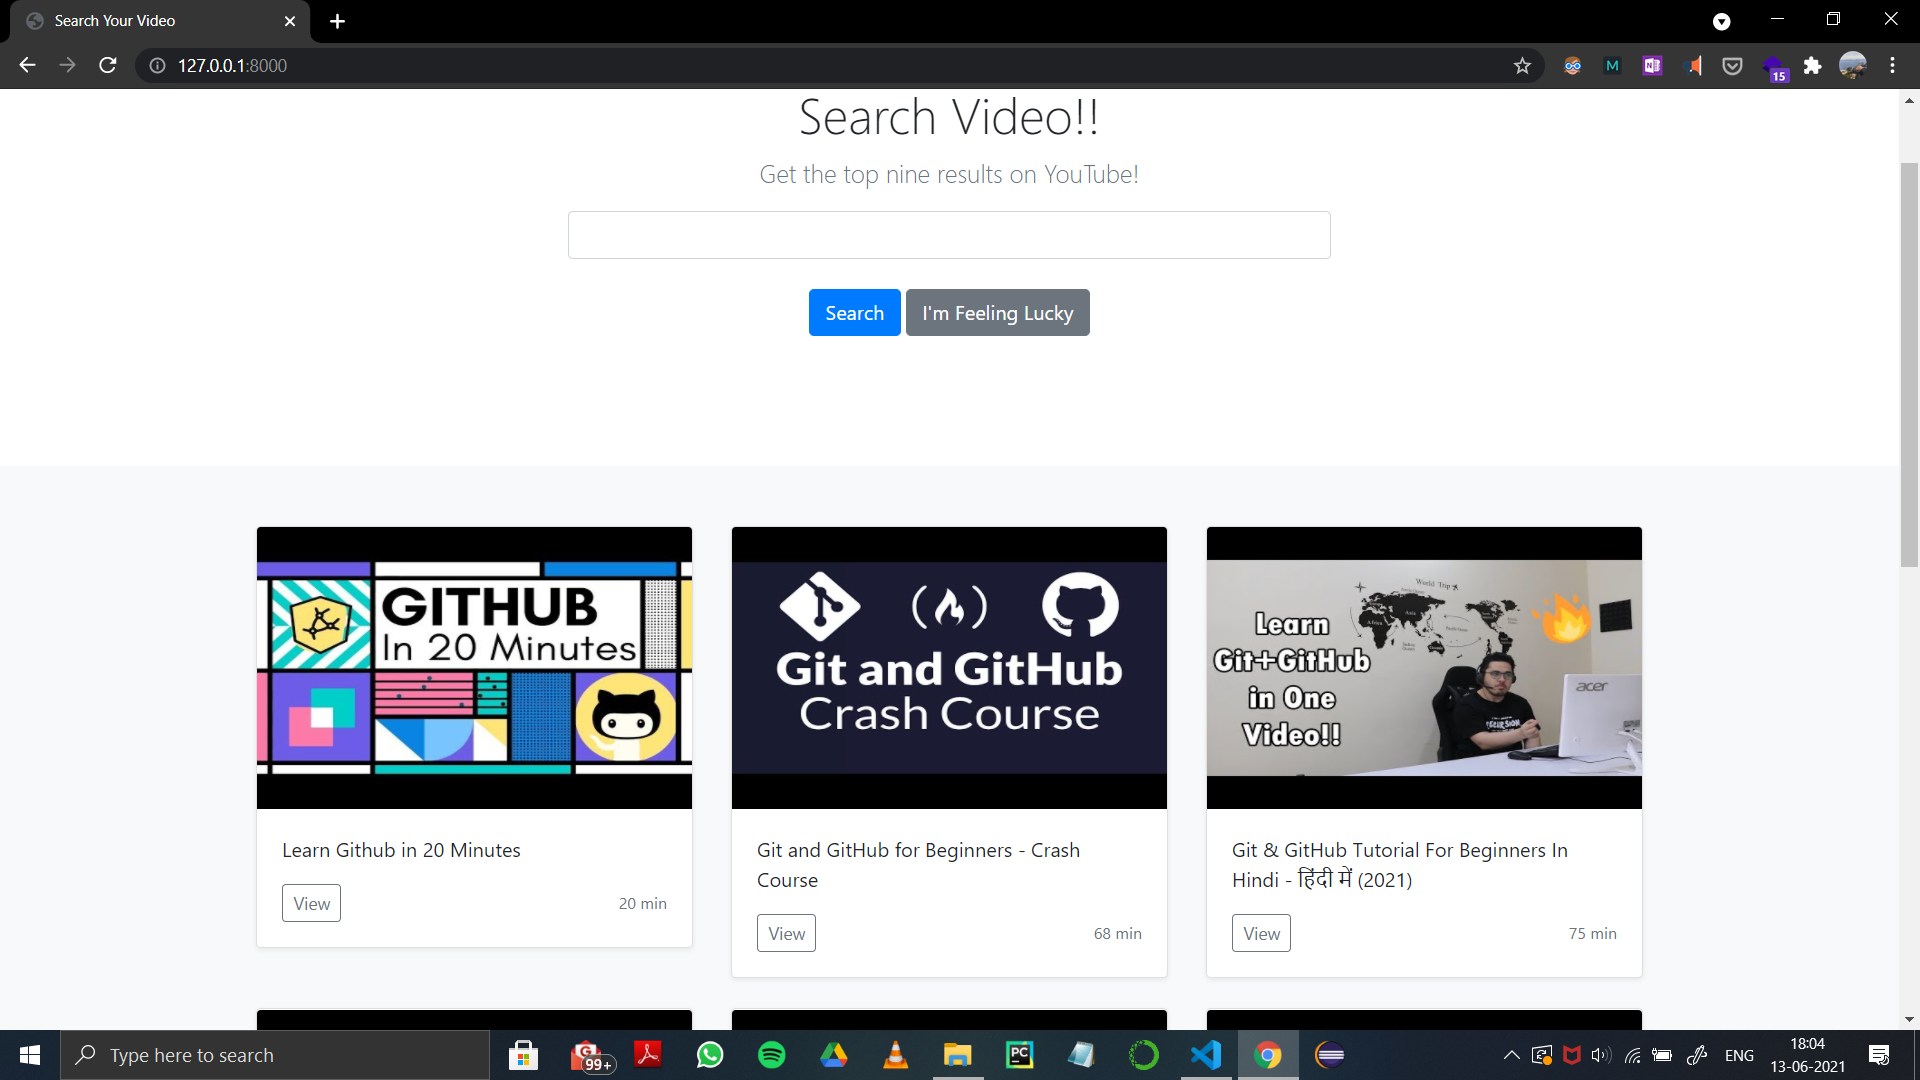 Search Your Video
127.0.0.1:8000
M
N
15
Search Video!!
Get the top nine results on YouTube!
Search
I'm Feeling Lucky
GITHUB
In 20 Minutes
Git and GitHub
Crash Course
World Trip
Learn
Git+GitHub
in One
Video!!
acer
Learn Github in 20 Minutes
View
20 min
Git and GitHub for Beginners - Crash
Course
View
68 min
Git & GitHub Tutorial For Beginners In
Hindi - हिंदी में (2021)
View
75 min
Type here to search
99+
PC
ENG
18:04
13-06-2021